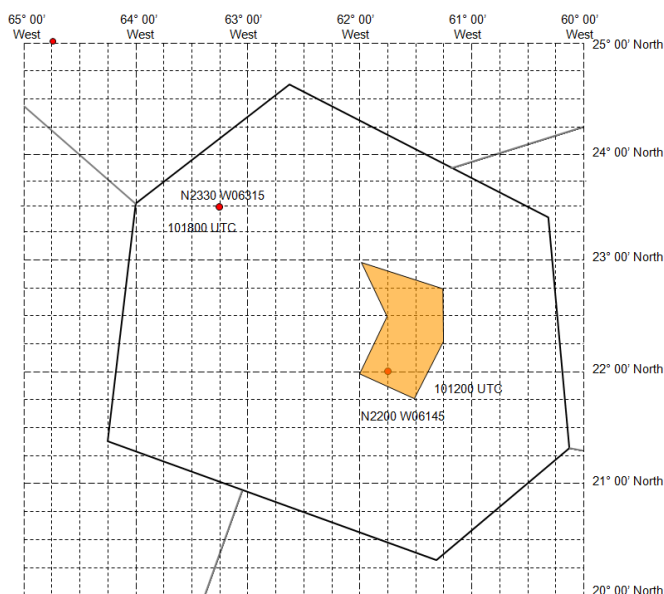 65° 00’ 64° 00’ 63° 00’ 62° 00’ 61° 00’ 60° 00’
West West West West West West
25° 00’ North
24° 00’ North
N2330 W06315
101800 UTC
23° 00’ North
22° 00’ North
101200 UTC
N2200 W06145
21° 00’ North
20° 00’ North